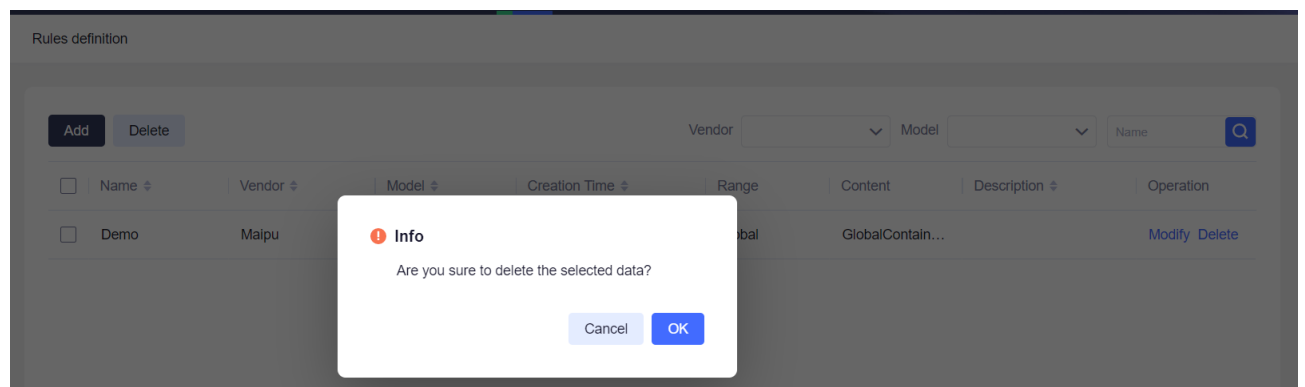 Rules definition
Add Delete Vendor Model Name
Name Vendor Model Creation Time Range Content Description Operation
Demo Maipu obal GlobalContain... Modify Delete
Info
Are you sure to delete the selected data?
Cancel OK